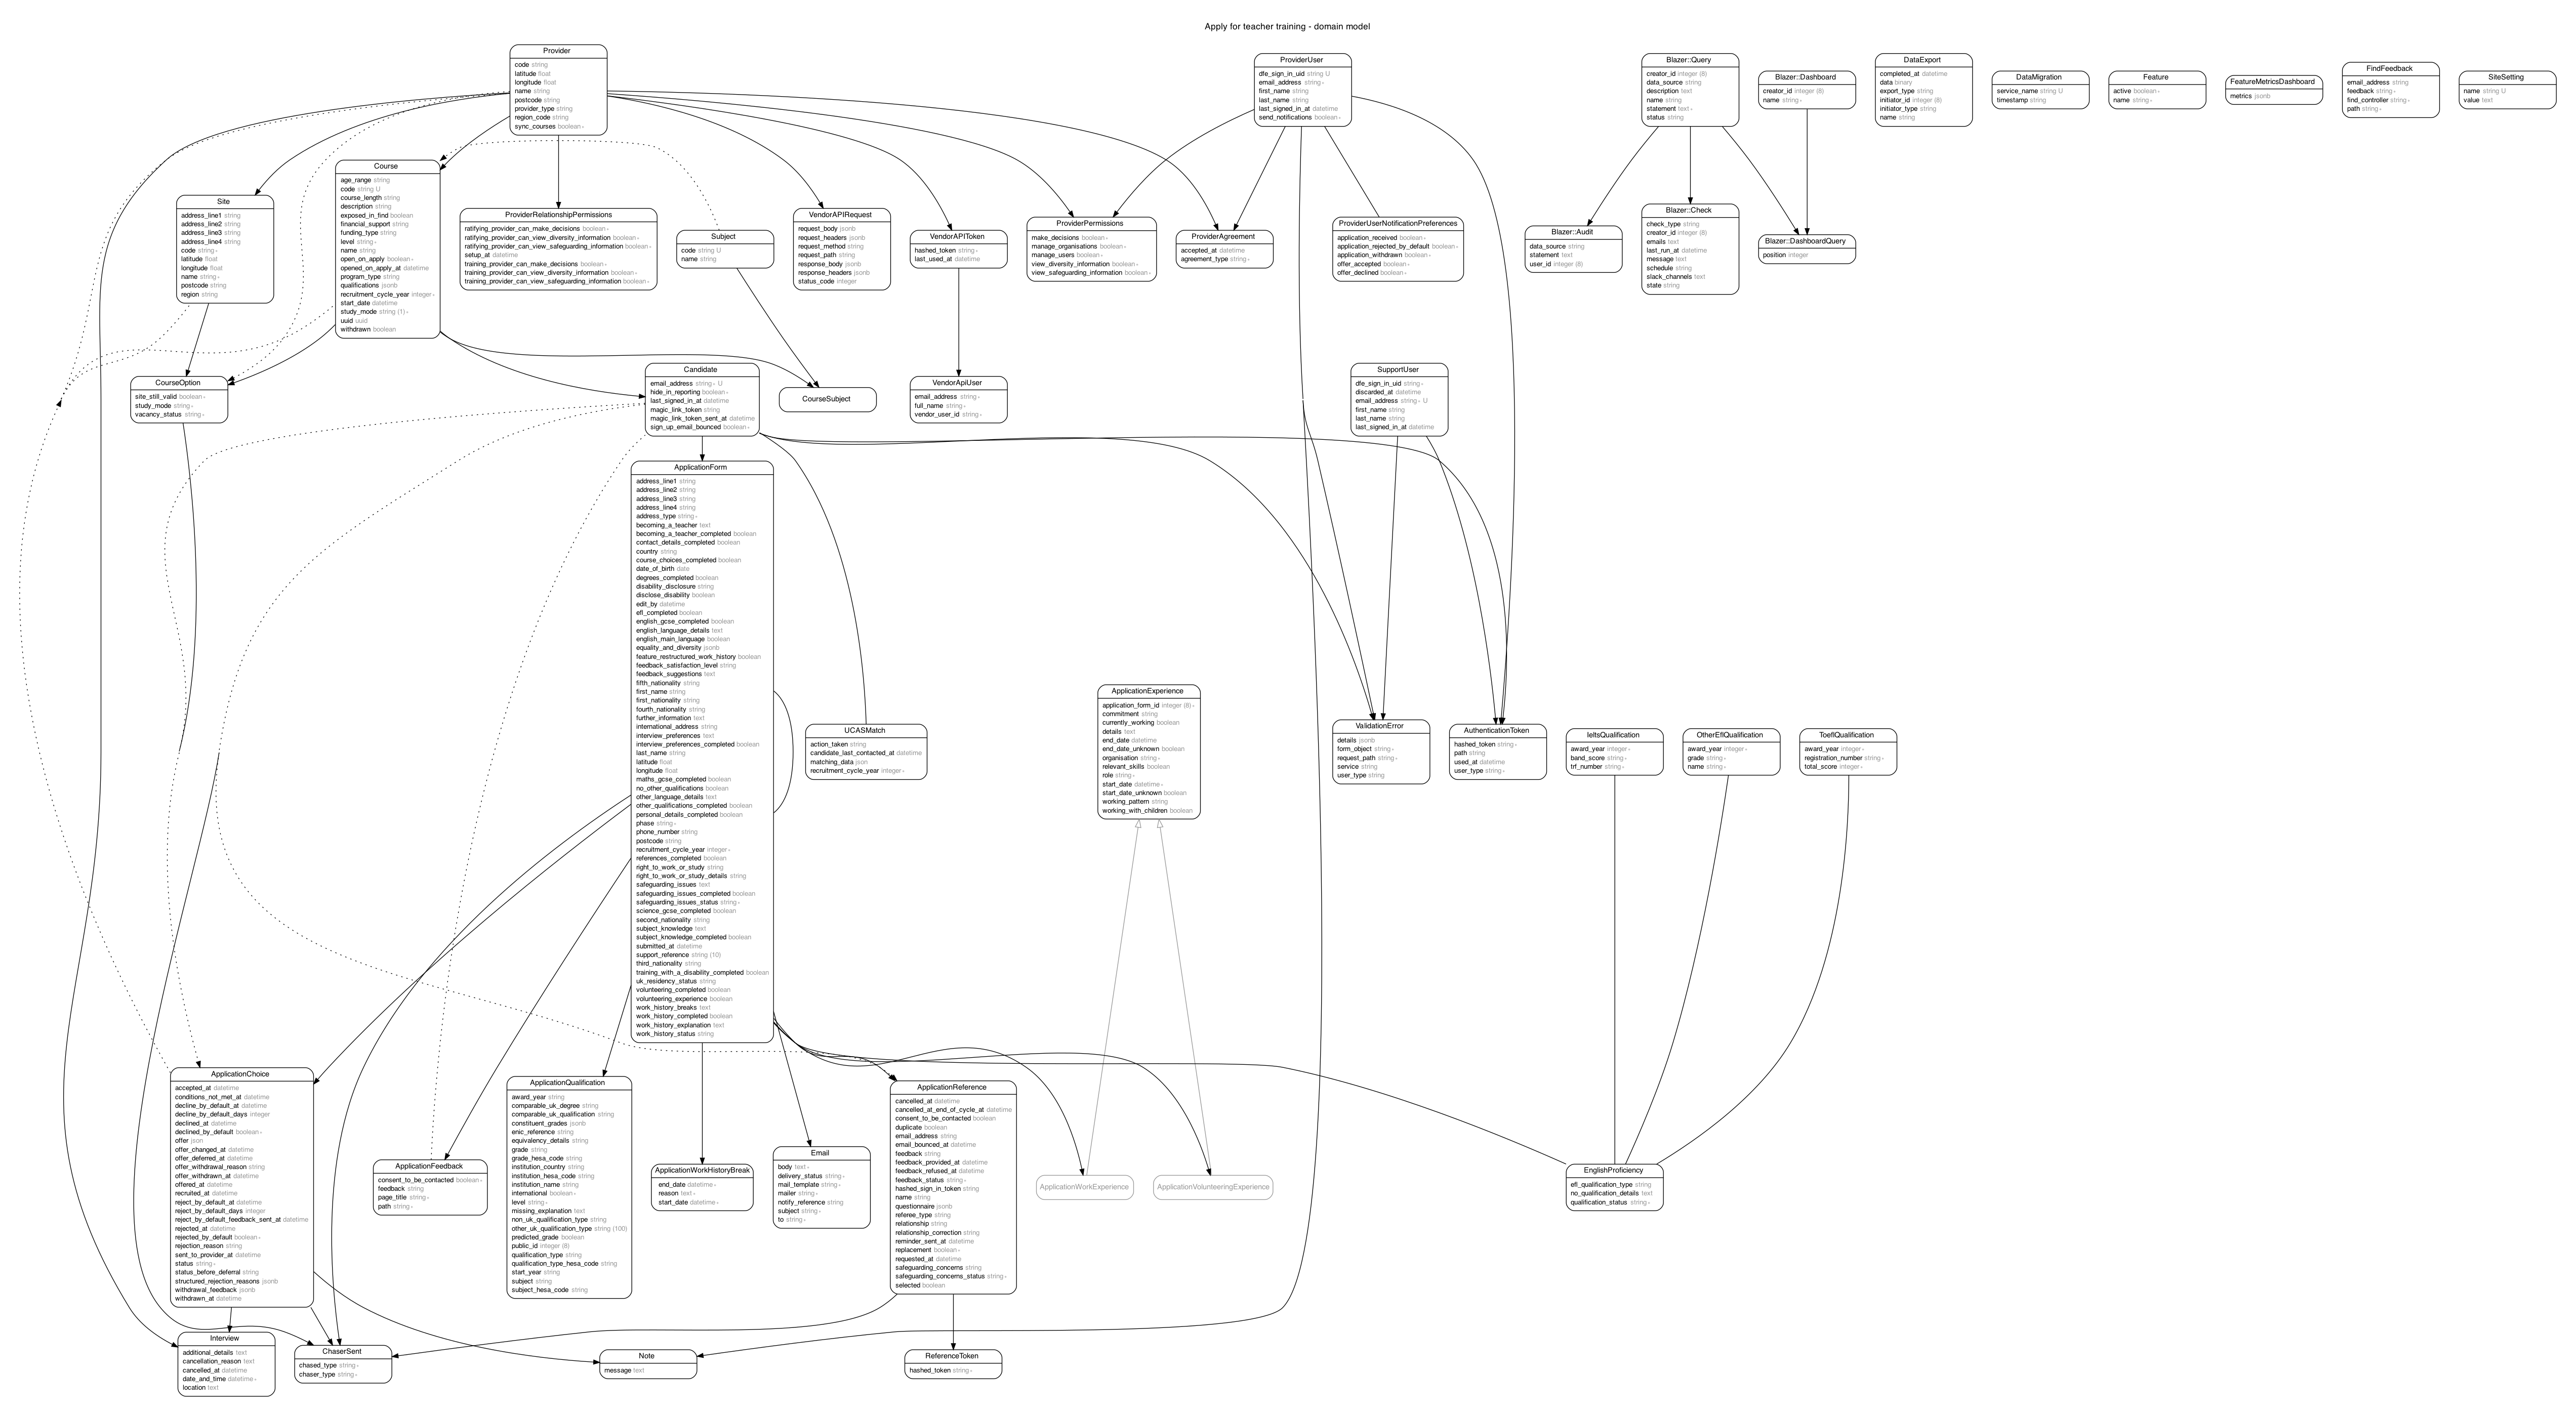 Apply for teacher training - domain model
Provider
code string
latitude float
longitude float
name string
postcode string
provider_type string
region_code string
sync_courses boolean ∗
ProviderUser
dfe_sign_in_uid string U
email_address string ∗
first_name string
last_name string
last_signed_in_at datetime
send_notifications boolean ∗
Blazer::Query
creator_id integer (8)
data_source string
description text
name string
statement text ∗
status string
Blazer::Dashboard
creator_id integer (8)
name string ∗
DataExport
completed_at datetime
data binary
export_type string
initiator_id integer (8)
initiator_type string
name string
DataMigration
service_name string U
timestamp string
Feature
active boolean ∗
name string ∗
FeatureMetricsDashboard
metrics jsonb
FindFeedback
email_address string
feedback string ∗
find_controller string ∗
path string ∗
SiteSetting
name string U
value text
Site
address_line1 string
address_line2 string
address_line3 string
address_line4 string
code string ∗
latitude float
longitude float
name string ∗
postcode string
region string
Course
age_range string
code string U
course_length string
description string
exposed_in_find boolean
financial_support string
funding_type string
level string ∗
name string
open_on_apply boolean ∗
opened_on_apply_at datetime
program_type string
qualifications jsonb
recruitment_cycle_year integer ∗
start_date datetime
study_mode string (1) ∗
uuid uuid
withdrawn boolean
ProviderRelationshipPermissions
ratifying_provider_can_make_decisions boolean ∗
ratifying_provider_can_view_diversity_information boolean ∗
ratifying_provider_can_view_safeguarding_information boolean ∗
setup_at datetime
training_provider_can_make_decisions boolean ∗
training_provider_can_view_diversity_information boolean ∗
training_provider_can_view_safeguarding_information boolean ∗
Subject
code string U
name string
VendorAPIRequest
request_body jsonb
request_headers jsonb
request_method string
request_path string
response_body jsonb
response_headers jsonb
status_code integer
VendorAPIToken
hashed_token string ∗
last_used_at datetime
ProviderPermissions
make_decisions boolean ∗
manage_organisations boolean ∗
manage_users boolean ∗
view_diversity_information boolean ∗
view_safeguarding_information boolean ∗
ProviderAgreement
accepted_at datetime
agreement_type string ∗
ProviderUserNotificationPreferences
application_received boolean ∗
application_rejected_by_default boolean ∗
application_withdrawn boolean ∗
offer_accepted boolean ∗
offer_declined boolean ∗
Blazer::Audit
data_source string
statement text
user_id integer (8)
Blazer::Check
check_type string
creator_id integer (8)
emails text
last_run_at datetime
message text
schedule string
slack_channels text
state string
Blazer::DashboardQuery
position integer
CourseOption
site_still_valid boolean ∗
study_mode string ∗
vacancy_status string ∗
Candidate
email_address string ∗ U
hide_in_reporting boolean ∗
last_signed_in_at datetime
magic_link_token string
magic_link_token_sent_at datetime
sign_up_email_bounced boolean ∗
CourseSubject
VendorApiUser
email_address string ∗
full_name string ∗
vendor_user_id string ∗
SupportUser
dfe_sign_in_uid string ∗
discarded_at datetime
email_address string ∗ U
first_name string
last_name string
last_signed_in_at datetime
ApplicationForm
address_line1 string
address_line2 string
address_line3 string
address_line4 string
address_type string ∗
becoming_a_teacher text
becoming_a_teacher_completed boolean
contact_details_completed boolean
country string
course_choices_completed boolean
date_of_birth date
degrees_completed boolean
disability_disclosure string
disclose_disability boolean
edit_by datetime
efl_completed boolean
english_gcse_completed boolean
english_language_details text
english_main_language boolean
equality_and_diversity jsonb
feature_restructured_work_history boolean
feedback_satisfaction_level string
feedback_suggestions text
fifth_nationality string
first_name string
first_nationality string
fourth_nationality string
further_information text
international_address string
interview_preferences text
interview_preferences_completed boolean
last_name string
latitude float
longitude float
maths_gcse_completed boolean
no_other_qualifications boolean
other_language_details text
other_qualifications_completed boolean
personal_details_completed boolean
phase string ∗
phone_number string
postcode string
recruitment_cycle_year integer ∗
references_completed boolean
right_to_work_or_study string
right_to_work_or_study_details string
safeguarding_issues text
safeguarding_issues_completed boolean
safeguarding_issues_status string ∗
science_gcse_completed boolean
second_nationality string
subject_knowledge text
subject_knowledge_completed boolean
submitted_at datetime
support_reference string (10)
third_nationality string
training_with_a_disability_completed boolean
uk_residency_status string
volunteering_completed boolean
volunteering_experience boolean
work_history_breaks text
work_history_completed boolean
work_history_explanation text
work_history_status string
UCASMatch
action_taken string
candidate_last_contacted_at datetime
matching_data json
recruitment_cycle_year integer ∗
ApplicationExperience
application_form_id integer (8) ∗
commitment string
currently_working boolean
details text
end_date datetime
end_date_unknown boolean
organisation string ∗
relevant_skills boolean
role string ∗
start_date datetime ∗
start_date_unknown boolean
working_pattern string
working_with_children boolean
ValidationError
details jsonb
form_object string ∗
request_path string ∗
service string
user_type string
AuthenticationToken
hashed_token string ∗
path string
used_at datetime
user_type string ∗
IeltsQualification
award_year integer ∗
band_score string ∗
trf_number string ∗
OtherEflQualification
award_year integer ∗
grade string ∗
name string ∗
ToeflQualification
award_year integer ∗
registration_number string ∗
total_score integer ∗
ApplicationChoice
accepted_at datetime
conditions_not_met_at datetime
decline_by_default_at datetime
decline_by_default_days integer
declined_at datetime
declined_by_default boolean ∗
offer json
offer_changed_at datetime
offer_deferred_at datetime
offer_withdrawal_reason string
offer_withdrawn_at datetime
offered_at datetime
recruited_at datetime
reject_by_default_at datetime
reject_by_default_days integer
reject_by_default_feedback_sent_at datetime
rejected_at datetime
rejected_by_default boolean ∗
rejection_reason string
sent_to_provider_at datetime
status string ∗
status_before_deferral string
structured_rejection_reasons jsonb
withdrawal_feedback jsonb
withdrawn_at datetime
ApplicationFeedback
consent_to_be_contacted boolean ∗
feedback string
page_title string ∗
path string ∗
ApplicationQualification
award_year string
comparable_uk_degree string
comparable_uk_qualification string
constituent_grades jsonb
enic_reference string
equivalency_details string
grade string
grade_hesa_code string
institution_country string
institution_hesa_code string
institution_name string
international boolean ∗
level string ∗
missing_explanation text
non_uk_qualification_type string
other_uk_qualification_type string (100)
predicted_grade boolean
public_id integer (8)
qualification_type string
qualification_type_hesa_code string
start_year string
subject string
subject_hesa_code string
ApplicationWorkHistoryBreak
end_date datetime ∗
reason text ∗
start_date datetime ∗
Email
body text ∗
delivery_status string ∗
mail_template string ∗
mailer string ∗
notify_reference string
subject string ∗
to string ∗
ApplicationReference
cancelled_at datetime
cancelled_at_end_of_cycle_at datetime
consent_to_be_contacted boolean
duplicate boolean
email_address string
email_bounced_at datetime
feedback string
feedback_provided_at datetime
feedback_refused_at datetime
feedback_status string ∗
hashed_sign_in_token string
name string
questionnaire jsonb
referee_type string
relationship string
relationship_correction string
reminder_sent_at datetime
replacement boolean ∗
requested_at datetime
safeguarding_concerns string
safeguarding_concerns_status string ∗
selected boolean
ApplicationWorkExperience
ApplicationVolunteeringExperience
EnglishProficiency
efl_qualification_type string
no_qualification_details text
qualification_status string ∗
Interview
additional_details text
cancellation_reason text
cancelled_at datetime
date_and_time datetime ∗
location text
ChaserSent
chased_type string ∗
chaser_type string ∗
Note
message text
ReferenceToken
hashed_token string ∗